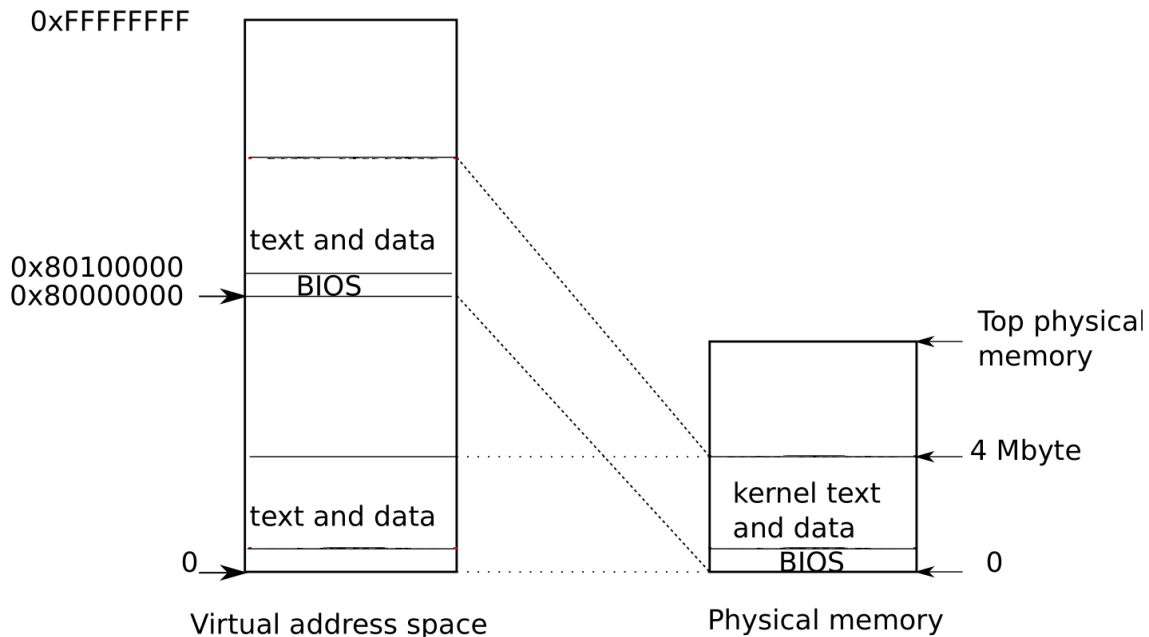 0xFFFFFFFF
text and data
0x80100000
BIOS
0x80000000
Top physical
memory
4 Mbyte
text and data
kernel text
and data
0
BIOS
0
Virtual address space
Physical memory